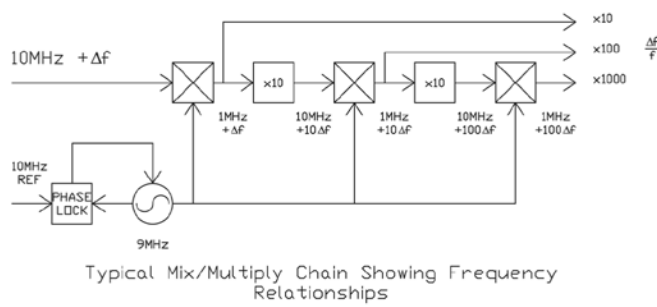 ×10
10MHz +Δf
×100
Δf
f
×10
×10
×1000
1MHz
+Δf
10MHz
+10Δf
1MHz
+10Δf
10MHz
+100Δf
1MHz
+100Δf
10MHz
REF
PHASE
LOCK
9MHz
Typical Mix/Multiply Chain Showing Frequency
Relationships